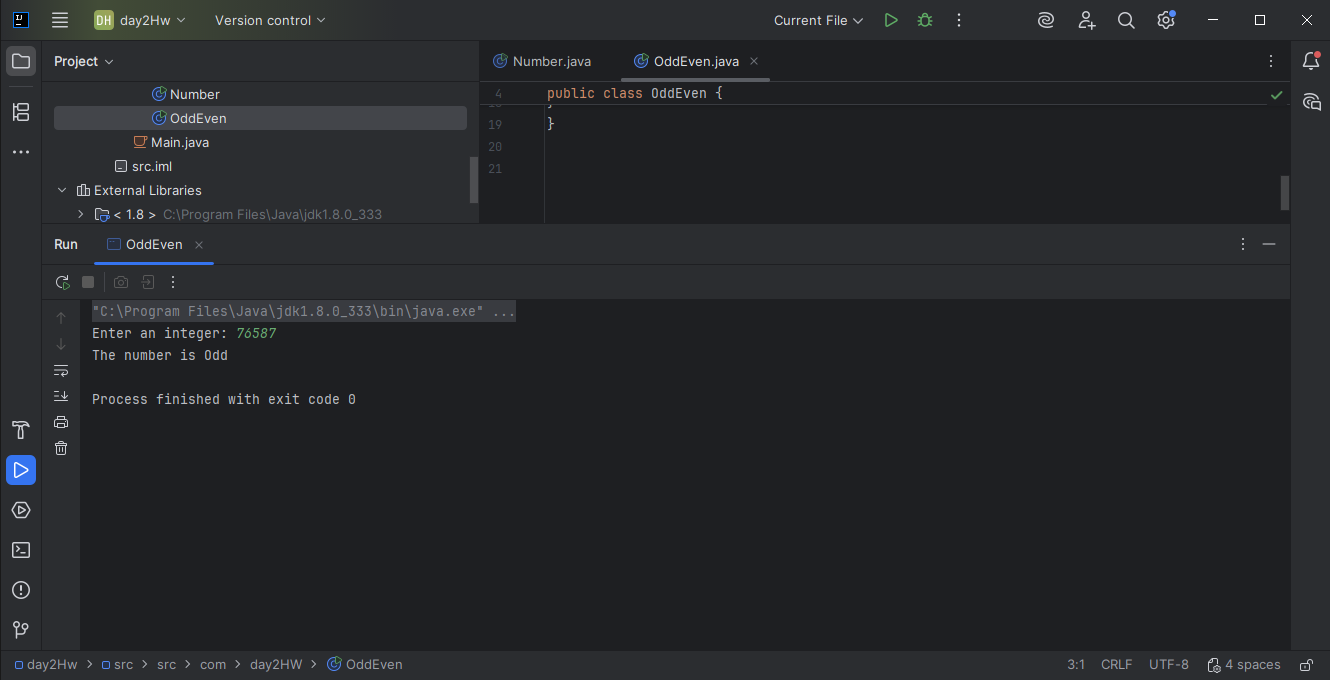 DH day2Hw Version control Current File
Project
Number.java OddEven.java
Number
OddEven
Main.java
src.iml
External Libraries
< 1.8 > C:\Program Files\Java\jdk1.8.0_333
4 public class OddEven {
19 }
20
21
Run OddEven
"C:\Program Files\Java\jdk1.8.0_333\bin\java.exe" ...
Enter an integer: 76587
The number is Odd
Process finished with exit code 0
day2Hw > src > src > com > day2HW > OddEven 3:1 CRLF UTF-8 4 spaces